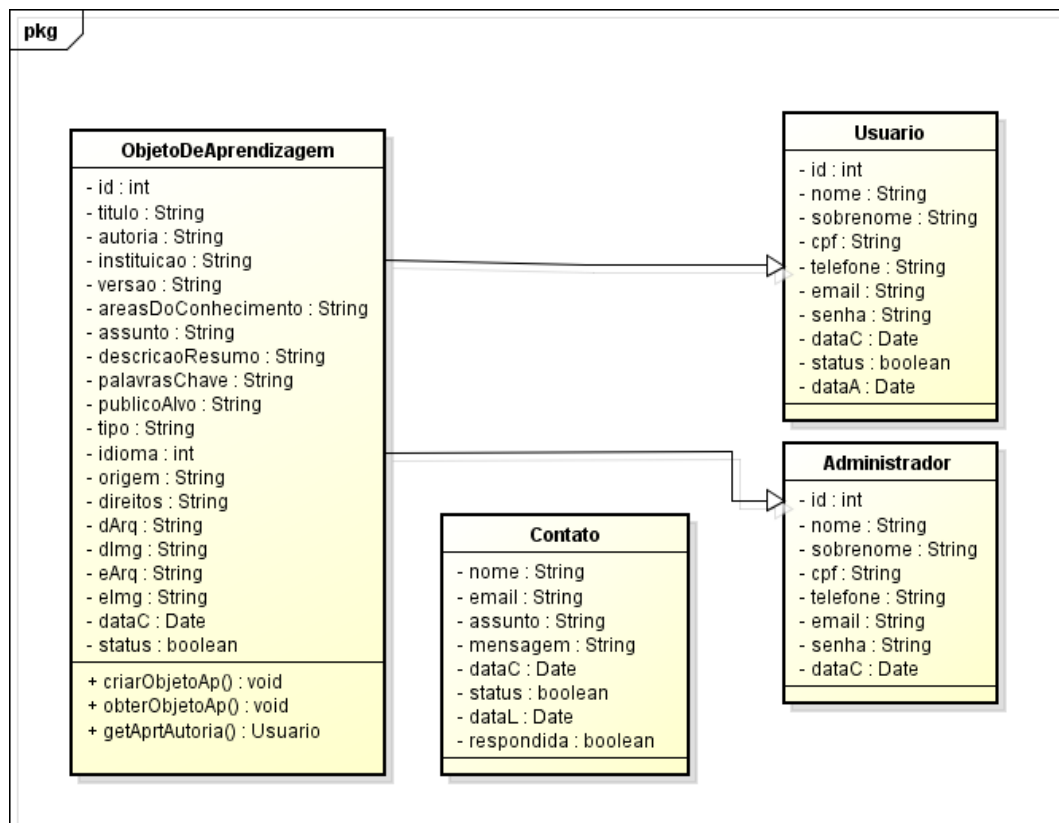 pkg
ObjetoDeAprendizagem
- id : int
- titulo : String
- autoria : String
- instituicao : String
- versao : String
- areasDoConhecimento : String
- assunto : String
- descricaoResumo : String
- palavrasChave : String
- publicoAlvo : String
- tipo : String
- idioma : int
- origem : String
- direitos : String
- dArq : String
- dImg : String
- eArq : String
- eImg : String
- dataC : Date
- status : boolean
+ criarObjetoAp() : void
+ obterObjetoAp() : void
+ getAprtAutoria() : Usuario
Usuario
- id : int
- nome : String
- sobrenome : String
- cpf : String
- telefone : String
- email : String
- senha : String
- dataC : Date
- status : boolean
- dataA : Date
Contato
- nome : String
- email : String
- assunto : String
- mensagem : String
- dataC : Date
- status : boolean
- dataL : Date
- respondida : boolean
Administrador
- id : int
- nome : String
- sobrenome : String
- cpf : String
- telefone : String
- email : String
- senha : String
- dataC : Date